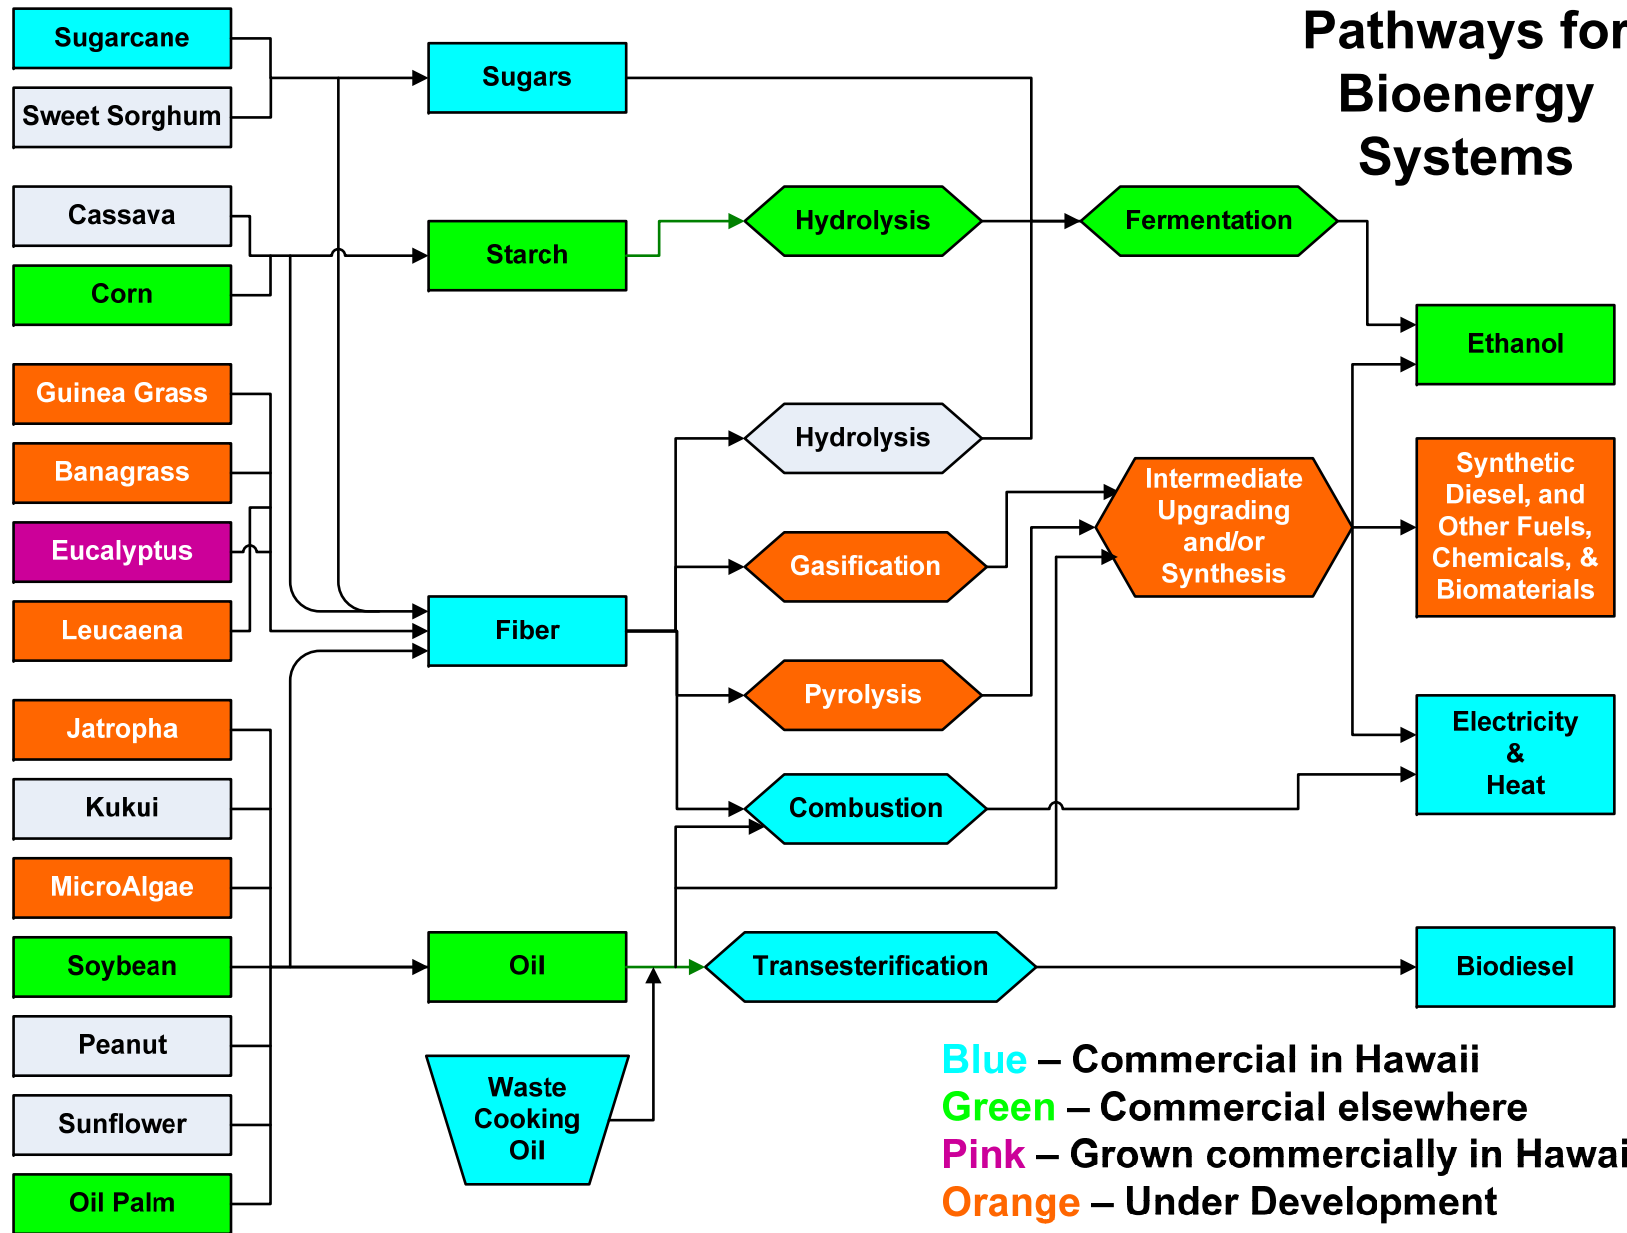 Pathways for
Bioenergy
Systems
Sugarcane
Sweet Sorghum
Cassava
Corn
Guinea Grass
Banagrass
Eucalyptus
Leucaena
Jatropha
Kukui
MicroAlgae
Soybean
Peanut
Sunflower
Oil Palm
Sugars
Starch
Fiber
Oil
Waste
Cooking
Oil
Hydrolysis
Hydrolysis
Gasification
Pyrolysis
Combustion
Transesterification
Fermentation
Intermediate
Upgrading
and/or
Synthesis
Ethanol
Synthetic
Diesel, and
Other Fuels,
Chemicals, &
Biomaterials
Electricity
&
Heat
Biodiesel
Blue – Commercial in Hawaii
Green – Commercial elsewhere
Pink – Grown commercially in Hawai
Orange – Under Development